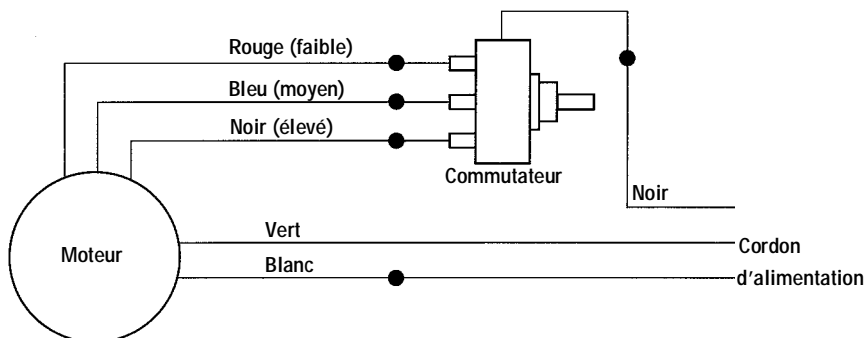 Rouge (faible)
Bleu (moyen)
Noir (élevé)
Commutateur
Noir
Vert
Moteur
Cordon
Blanc
d'alimentation